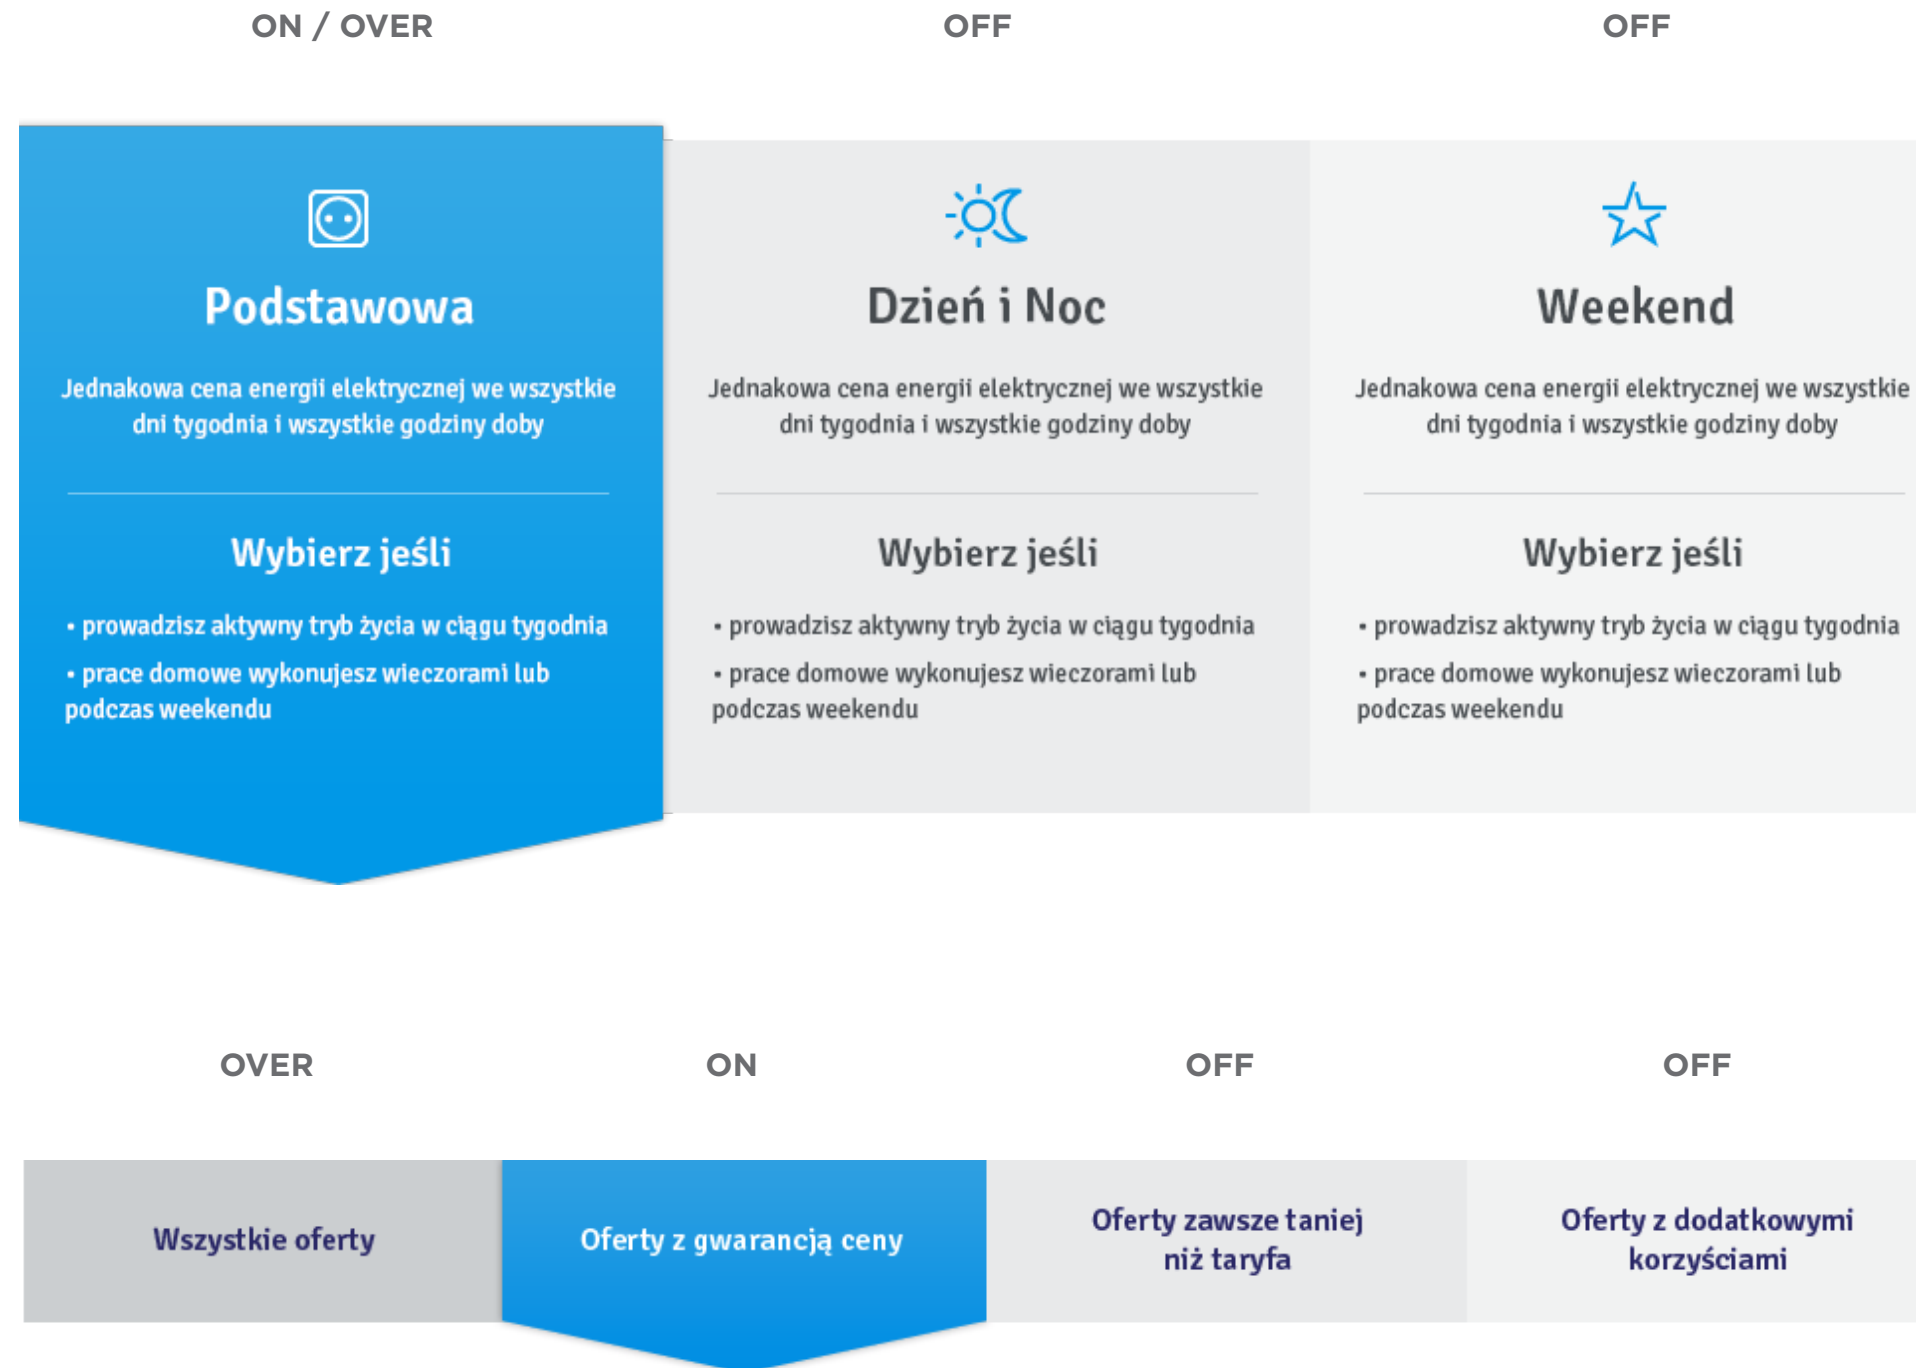 ON / OVER
OFF
OFF
Podstawowa
Jednakowa cena energii elektrycznej we wszystkie
dni tygodnia i wszystkie godziny doby
Wybierz jeśli
• prowadzisz aktywny tryb życia w ciągu tygodnia
• prace domowe wykonujesz wieczorami lub
podczas weekendu
Dzień i Noc
Jednakowa cena energii elektrycznej we wszystkie
dni tygodnia i wszystkie godziny doby
Wybierz jeśli
• prowadzisz aktywny tryb życia w ciągu tygodnia
• prace domowe wykonujesz wieczorami lub
podczas weekendu
Weekend
Jednakowa cena energii elektrycznej we wszystkie
dni tygodnia i wszystkie godziny doby
Wybierz jeśli
• prowadzisz aktywny tryb życia w ciągu tygodnia
• prace domowe wykonujesz wieczorami lub
podczas weekendu
OVER
ON
OFF
OFF
Wszystkie oferty
Oferty z gwarancją ceny
Oferty zawsze taniej
niż taryfa
Oferty z dodatkowymi
korzyściami